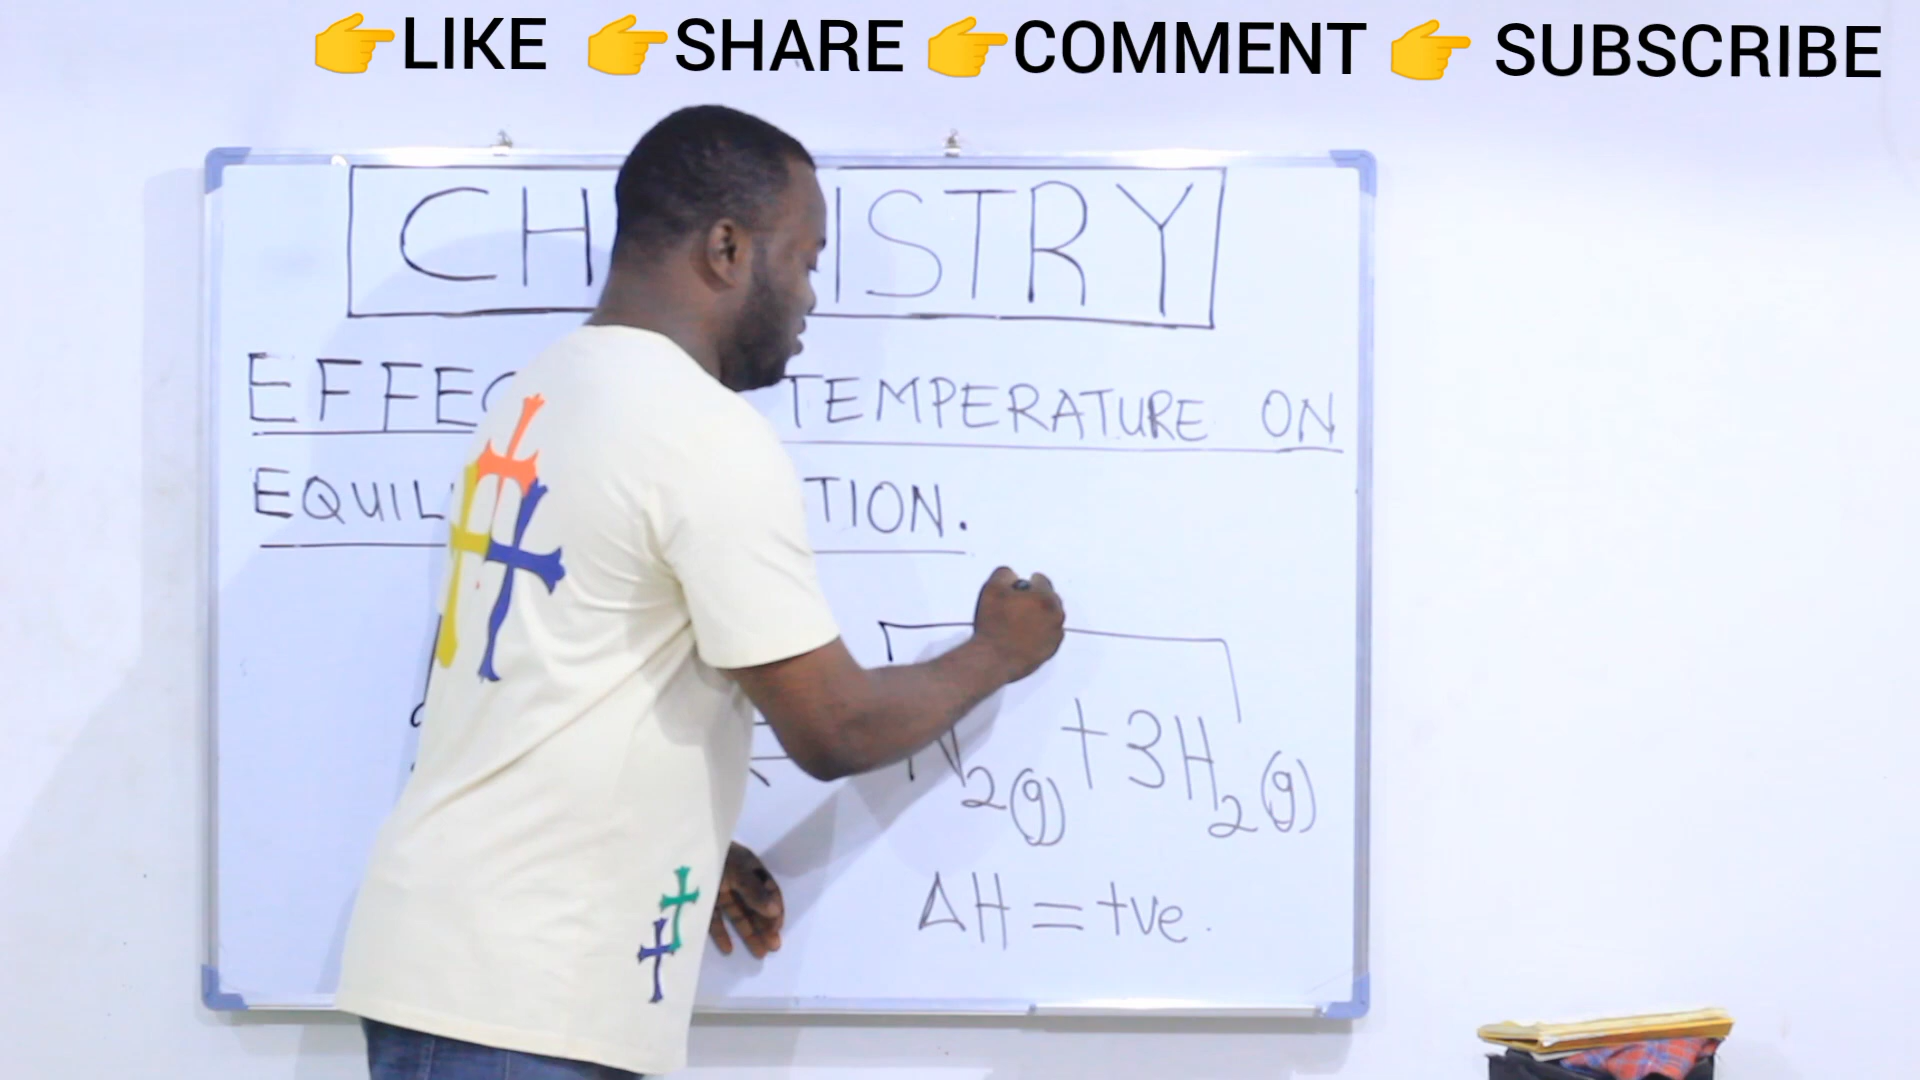 👉LIKE 👉SHARE 👉COMMENT 👉 SUBSCRIBE
CH ISTRY
EFFEC TEMPERATURE ON
EQUIL TION.
N2(g) + 3H2(g)
ΔH = +ve.